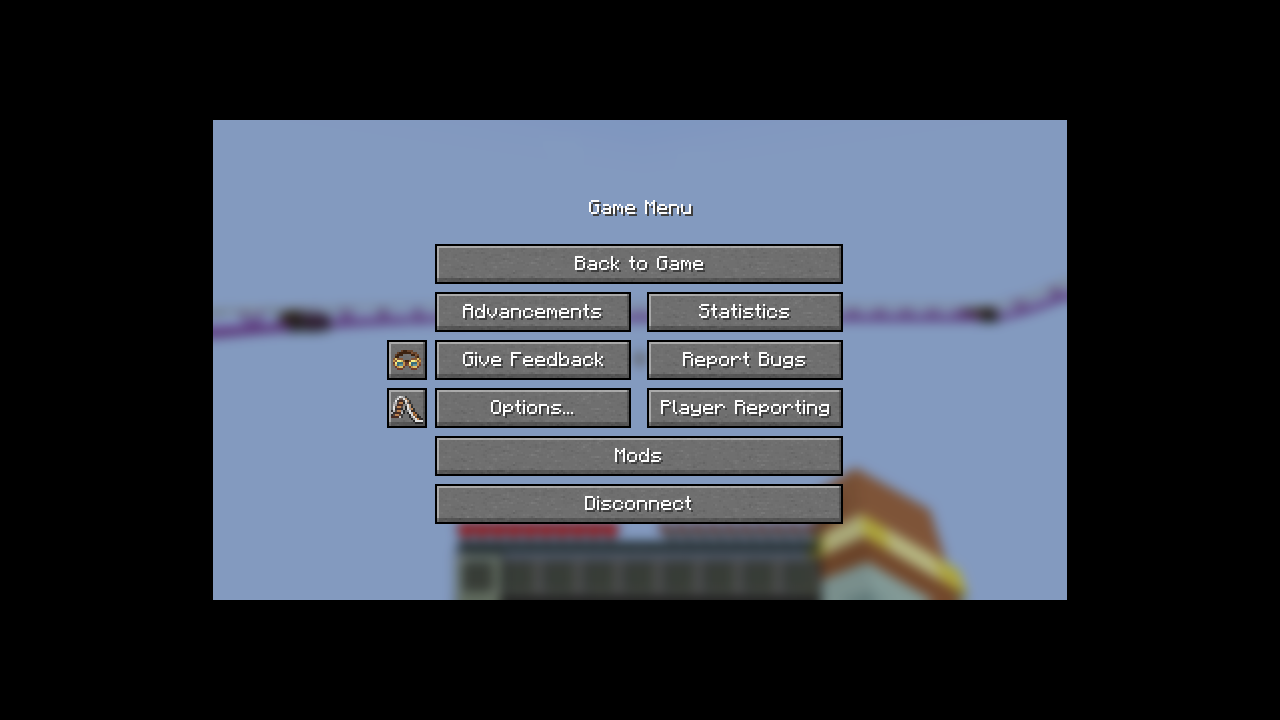 Game Menu
Back to Game
Advancements
Statistics
Give Feedback
Report Bugs
Options...
Player Reporting
Mods
Disconnect